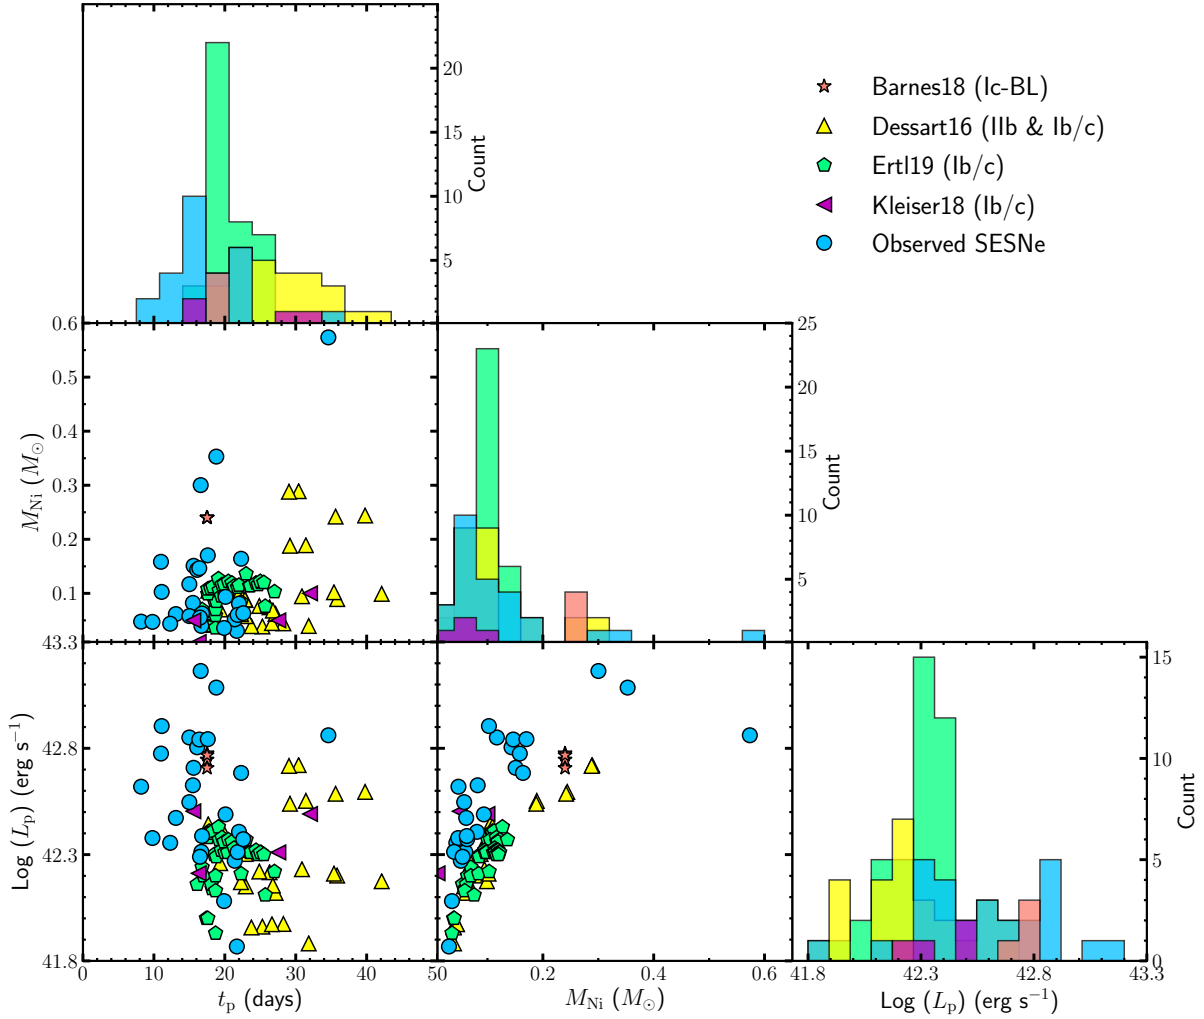 20
15
10
5
Count
Barnes18 (Ic-BL)
Dessart16 (IIb & Ib/c)
Ertl19 (Ib/c)
Kleiser18 (Ib/c)
Observed SESNe
0.6
0.5
0.4
0.3
0.2
0.1
43.3
M_Ni (M_⊙)
25
20
15
10
5
Count
43.3
42.8
42.3
41.8
Log (L_p) (erg s⁻¹)
15
10
5
0
Count
0 10 20 30 40 50 0.2 0.4 0.6 41.8 42.3 42.8 43.3
t_p (days) M_Ni (M_⊙) Log (L_p) (erg s⁻¹)